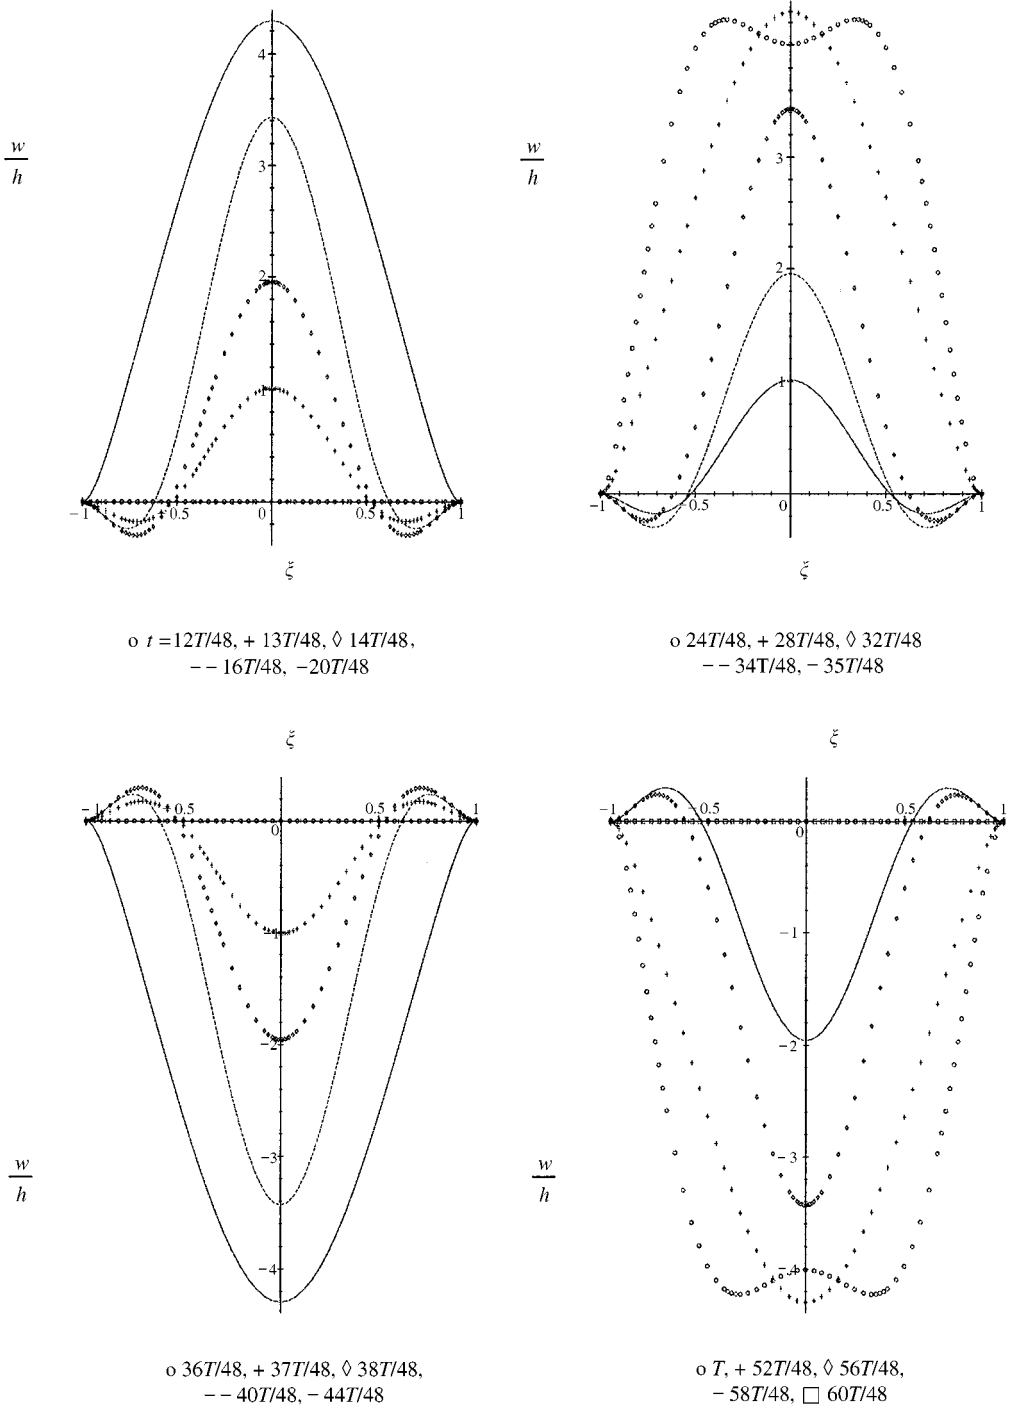 w/h
4
3
2
1
−1
−0.5
0
0.5
1
ξ
o t =12T/48, + 13T/48, ◊ 14T/48,
−− 16T/48, −20T/48
w/h
3
2
1
−1
−0.5
0
0.5
1
ξ
o 24T/48, + 28T/48, ◊ 32T/48
−− 34T/48, − 35T/48
ξ
−1
−0.5
0
0.5
1
−1
−2
−3
−4
w/h
o 36T/48, + 37T/48, ◊ 38T/48,
−− 40T/48, − 44T/48
ξ
−1
−0.5
0
0.5
1
−1
−2
−3
−4
w/h
o T, + 52T/48, ◊ 56T/48,
− 58T/48, □ 60T/48